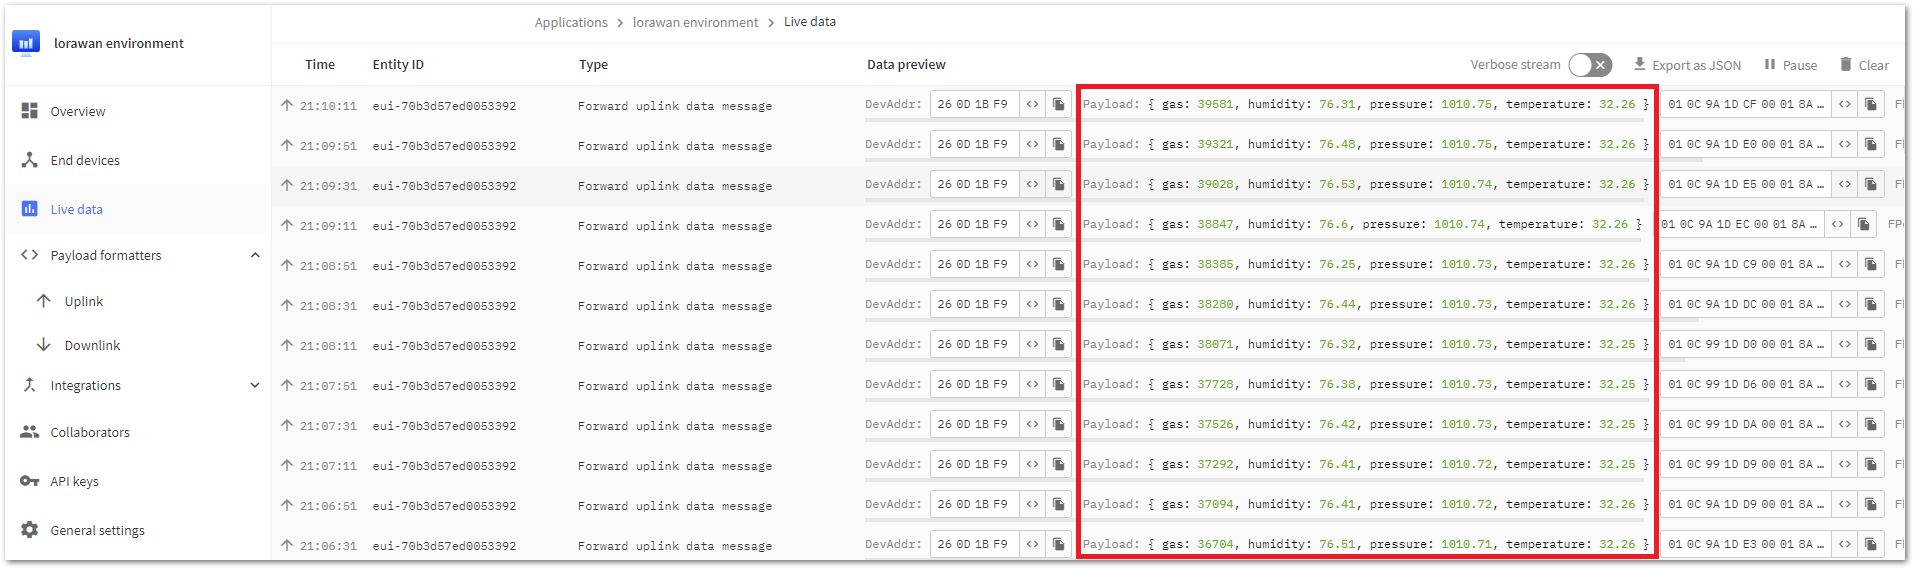 Applications > lorawan environment > Live data
lorawan environment
Time Entity ID Type Data preview Verbose stream Export as JSON Pause Clear
Overview
End devices
Live data
Payload formatters
Uplink
Downlink
Integrations
Collaborators
API keys
General settings
21:10:11 eui-70b3d57ed0053392 Forward uplink data message DevAddr: 26 0D 1B F9 <> Payload: { gas: 39581, humidity: 76.31, pressure: 1010.75, temperature: 32.26 } 01 0C 9A 1D CF 00 01 8A … <> FP
21:09:51 eui-70b3d57ed0053392 Forward uplink data message DevAddr: 26 0D 1B F9 <> Payload: { gas: 39321, humidity: 76.48, pressure: 1010.75, temperature: 32.26 } 01 0C 9A 1D E0 00 01 8A … <> FP
21:09:31 eui-70b3d57ed0053392 Forward uplink data message DevAddr: 26 0D 1B F9 <> Payload: { gas: 39028, humidity: 76.53, pressure: 1010.74, temperature: 32.26 } 01 0C 9A 1D E5 00 01 8A … <> FP
21:09:11 eui-70b3d57ed0053392 Forward uplink data message DevAddr: 26 0D 1B F9 <> Payload: { gas: 38847, humidity: 76.6, pressure: 1010.74, temperature: 32.26 } 01 0C 9A 1D EC 00 01 8A … <> FP
21:08:51 eui-70b3d57ed0053392 Forward uplink data message DevAddr: 26 0D 1B F9 <> Payload: { gas: 38385, humidity: 76.25, pressure: 1010.73, temperature: 32.26 } 01 0C 9A 1D C9 00 01 8A … <> FP
21:08:31 eui-70b3d57ed0053392 Forward uplink data message DevAddr: 26 0D 1B F9 <> Payload: { gas: 38280, humidity: 76.44, pressure: 1010.73, temperature: 32.26 } 01 0C 9A 1D DC 00 01 8A … <> FP
21:08:11 eui-70b3d57ed0053392 Forward uplink data message DevAddr: 26 0D 1B F9 <> Payload: { gas: 38071, humidity: 76.32, pressure: 1010.73, temperature: 32.25 } 01 0C 99 1D D0 00 01 8A … <> FP
21:07:51 eui-70b3d57ed0053392 Forward uplink data message DevAddr: 26 0D 1B F9 <> Payload: { gas: 37728, humidity: 76.38, pressure: 1010.73, temperature: 32.25 } 01 0C 99 1D D6 00 01 8A … <> FP
21:07:31 eui-70b3d57ed0053392 Forward uplink data message DevAddr: 26 0D 1B F9 <> Payload: { gas: 37526, humidity: 76.42, pressure: 1010.73, temperature: 32.25 } 01 0C 99 1D DA 00 01 8A … <> FP
21:07:11 eui-70b3d57ed0053392 Forward uplink data message DevAddr: 26 0D 1B F9 <> Payload: { gas: 37292, humidity: 76.41, pressure: 1010.72, temperature: 32.25 } 01 0C 99 1D D9 00 01 8A … <> FP
21:06:51 eui-70b3d57ed0053392 Forward uplink data message DevAddr: 26 0D 1B F9 <> Payload: { gas: 37094, humidity: 76.41, pressure: 1010.72, temperature: 32.26 } 01 0C 9A 1D D9 00 01 8A … <> FP
21:06:31 eui-70b3d57ed0053392 Forward uplink data message DevAddr: 26 0D 1B F9 <> Payload: { gas: 36704, humidity: 76.51, pressure: 1010.71, temperature: 32.26 } 01 0C 9A 1D E3 00 01 8A … <> FP